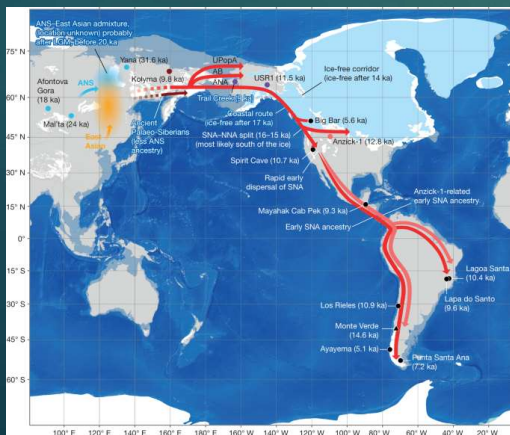 ANS–East Asian admixture,
(location unknown) probably
after LGM, before 20 ka
75° N
60° N
45° N
30° N
15° N
0°
15° S
30° S
45° S
60° S
Yana (31.6 ka)
Kolyma (9.8 ka)
Afontova
Gora
(18 ka)
ANS
Mal'ta (24 ka)
East
Asian
Ancient
Palaeo-Siberians
(less ANS
ancestry)
UPopA
AB
ANA
USR1 (11.5 ka)
Trail Creek
Ice-free corridor
(ice-free after 14 ka)
Coastal route
(ice-free after 17 ka)
Big Bar (5.6 ka)
SNA–NNA split (16–15 ka)
(most likely south of the ice)
Anzick-1 (12.8 ka)
Spirit Cave (10.7 ka)
Rapid early
dispersal of SNA
Anzick-1-related
early SNA ancestry
Mayahak Cab Pek (9.3 ka)
Early SNA ancestry
Lagoa Santa
(10.4 ka)
Lapa do Santo
(9.6 ka)
Los Rieles (10.9 ka)
Monte Verde
(14.6 ka)
Ayayema (5.1 ka)
Punta Santa Ana
(7.2 ka)
100° E
120° E
140° E
160° E
180° E
160° W
140° W
120° W
100° W
80° W
60° W
40° W